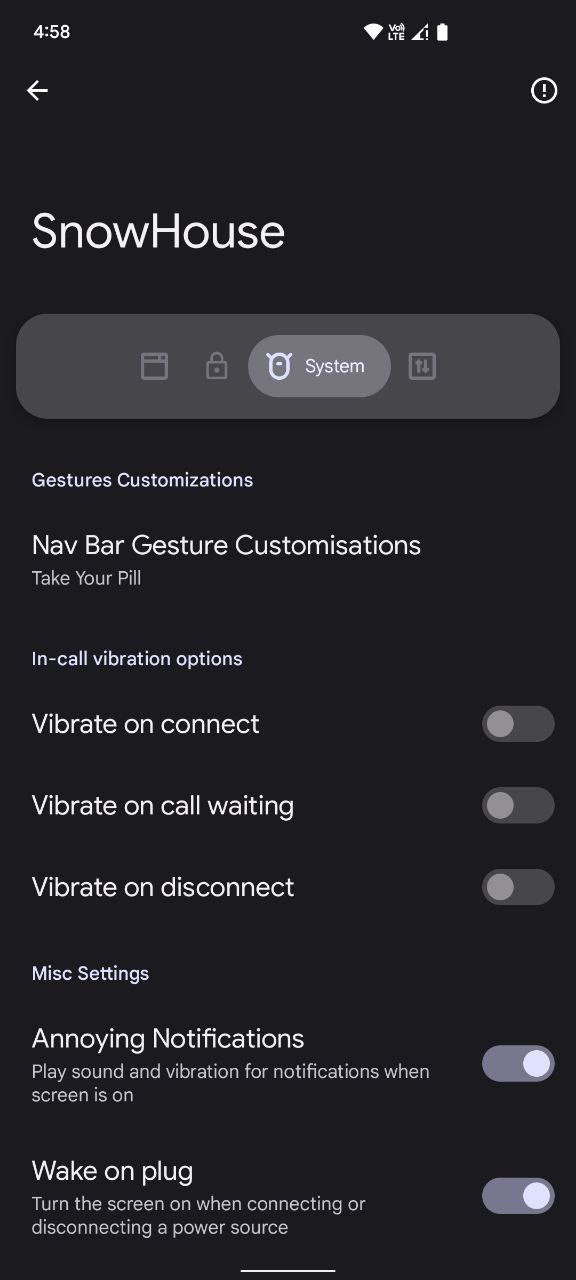 4:58
Vo))
LTE
SnowHouse
System
Gestures Customizations
Nav Bar Gesture Customisations
Take Your Pill
In-call vibration options
Vibrate on connect
Vibrate on call waiting
Vibrate on disconnect
Misc Settings
Annoying Notifications
Play sound and vibration for notifications when
screen is on
Wake on plug
Turn the screen on when connecting or
disconnecting a power source